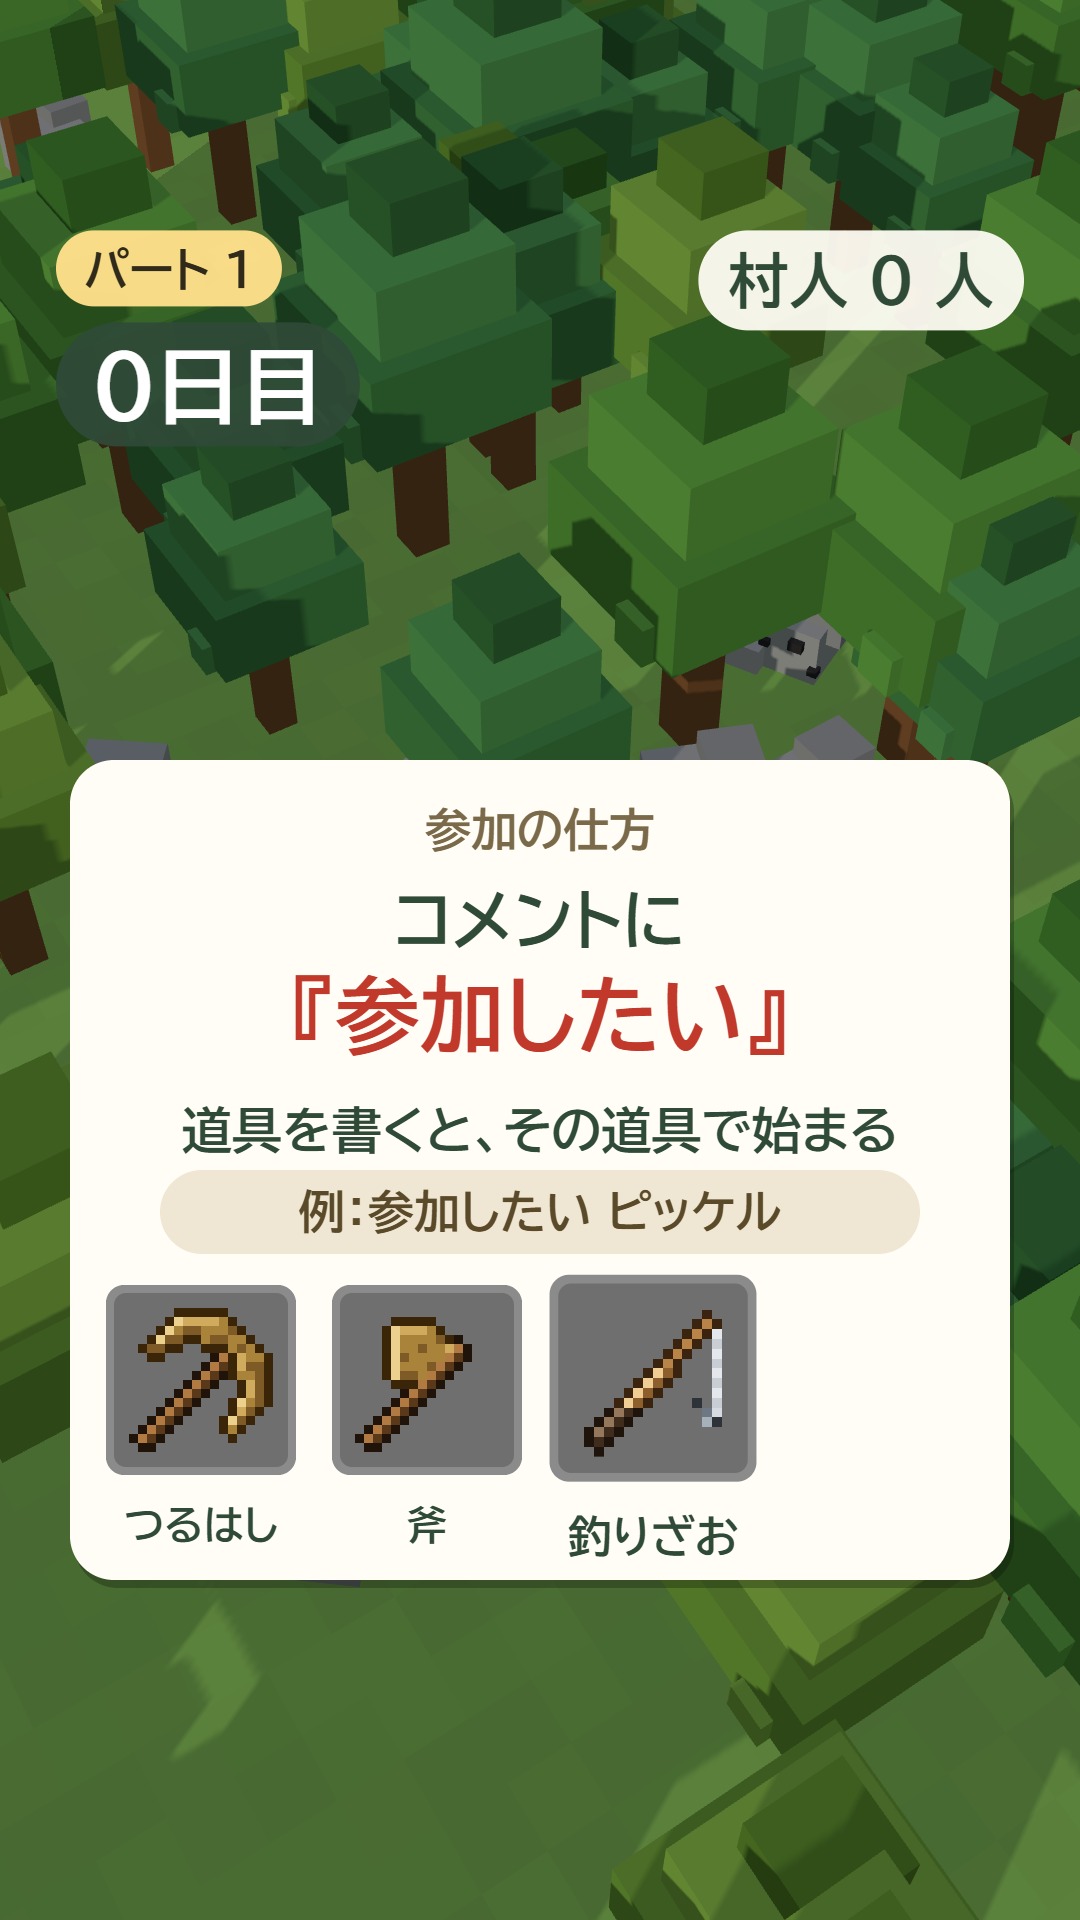 パート 1
村人 0 人
0日目
参加の仕方
コメントに
『参加したい』
道具を書くと、その道具で始まる
例：参加したい ピッケル
つるはし
斧
釣りざお